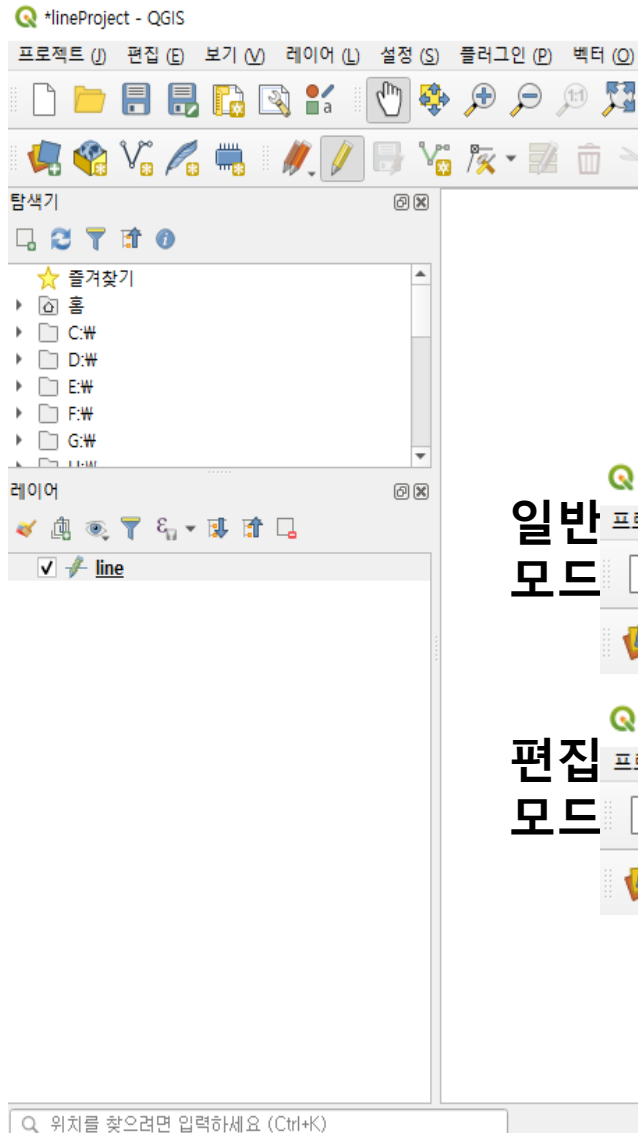 *lineProject - QGIS
프로젝트 (J) 편집 (E) 보기 (V) 레이어 (L) 설정 (S) 플러그인 (P) 벡터 (O)
1:1
a
탐색기
즐겨찾기
홈
C:₩
D:₩
E:₩
F:₩
G:₩
레이어
line
일반
모드
편집
모드
위치를 찾으려면 입력하세요 (Ctrl+K)